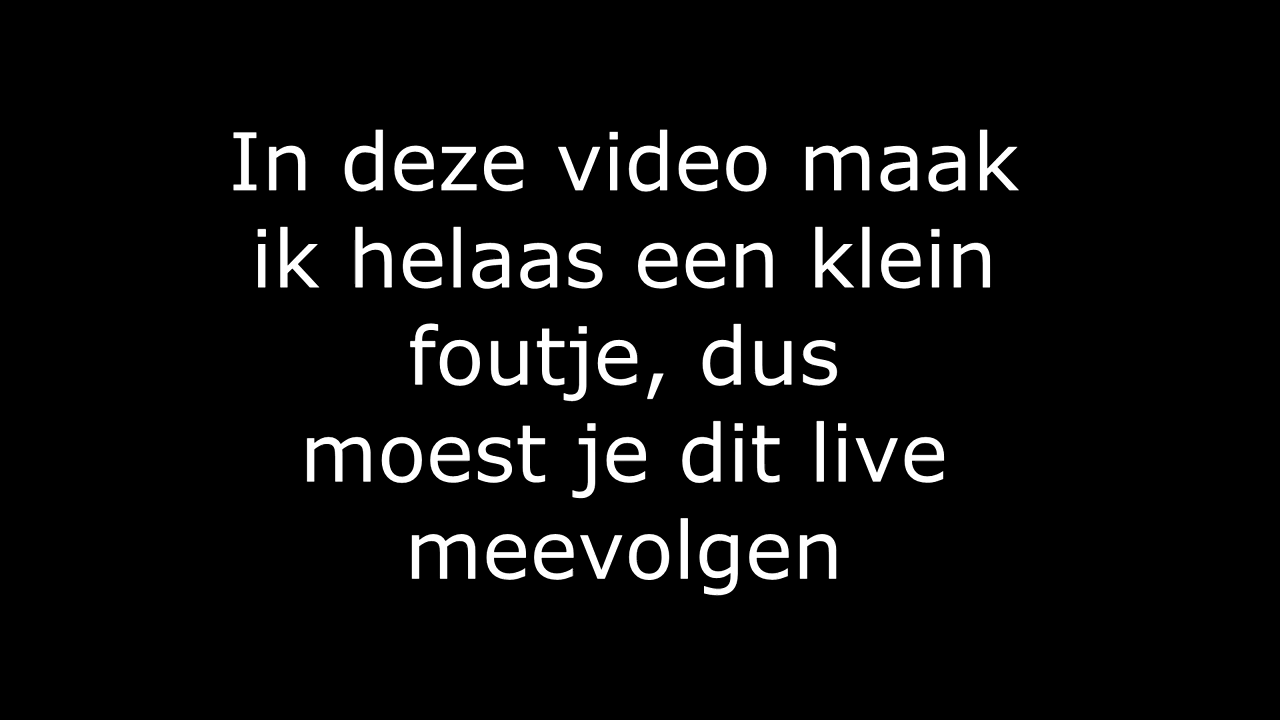 In deze video maak
ik helaas een klein
foutje, dus
moest je dit live
meevolgen